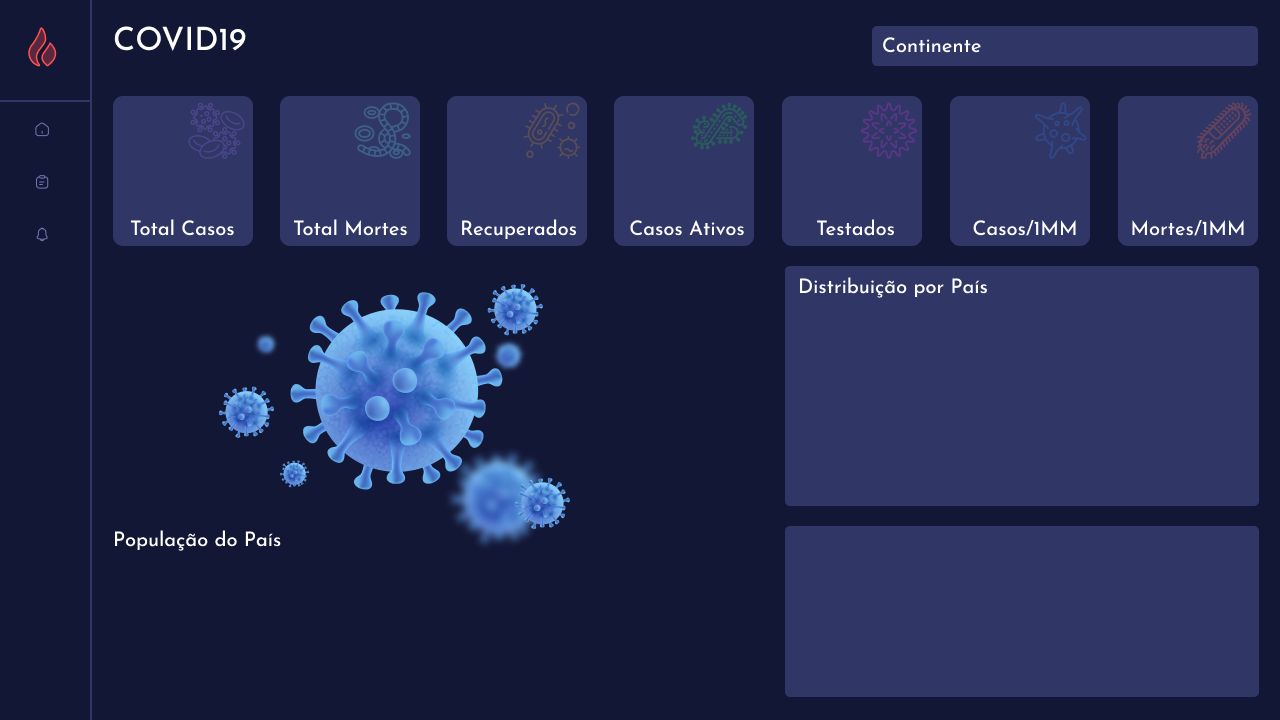 COVID19
Continente
Total Casos
Total Mortes
Recuperados
Casos Ativos
Testados
Casos/1MM
Mortes/1MM
Distribuição por País
População do País